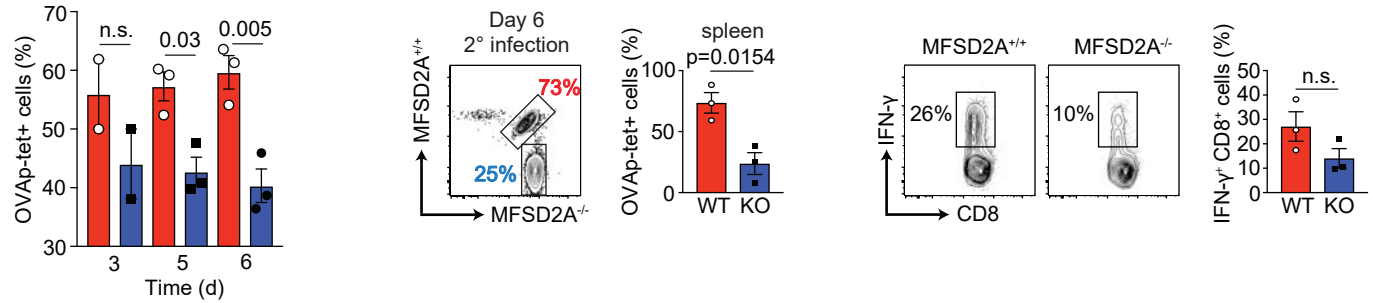 OVAp-tet+ cells (%)
70
60
50
40
30
n.s.
0.03
0.005
3
5
6
Time (d)
Day 6
2° infection
MFSD2A+/+
73%
25%
MFSD2A-/-
OVAp-tet+ cells (%)
spleen
p=0.0154
100
50
0
WT
KO
MFSD2A+/+
MFSD2A-/-
IFN-γ
26%
10%
CD8
IFN-γ+ CD8+ cells (%)
50
40
30
20
10
0
n.s.
WT
KO